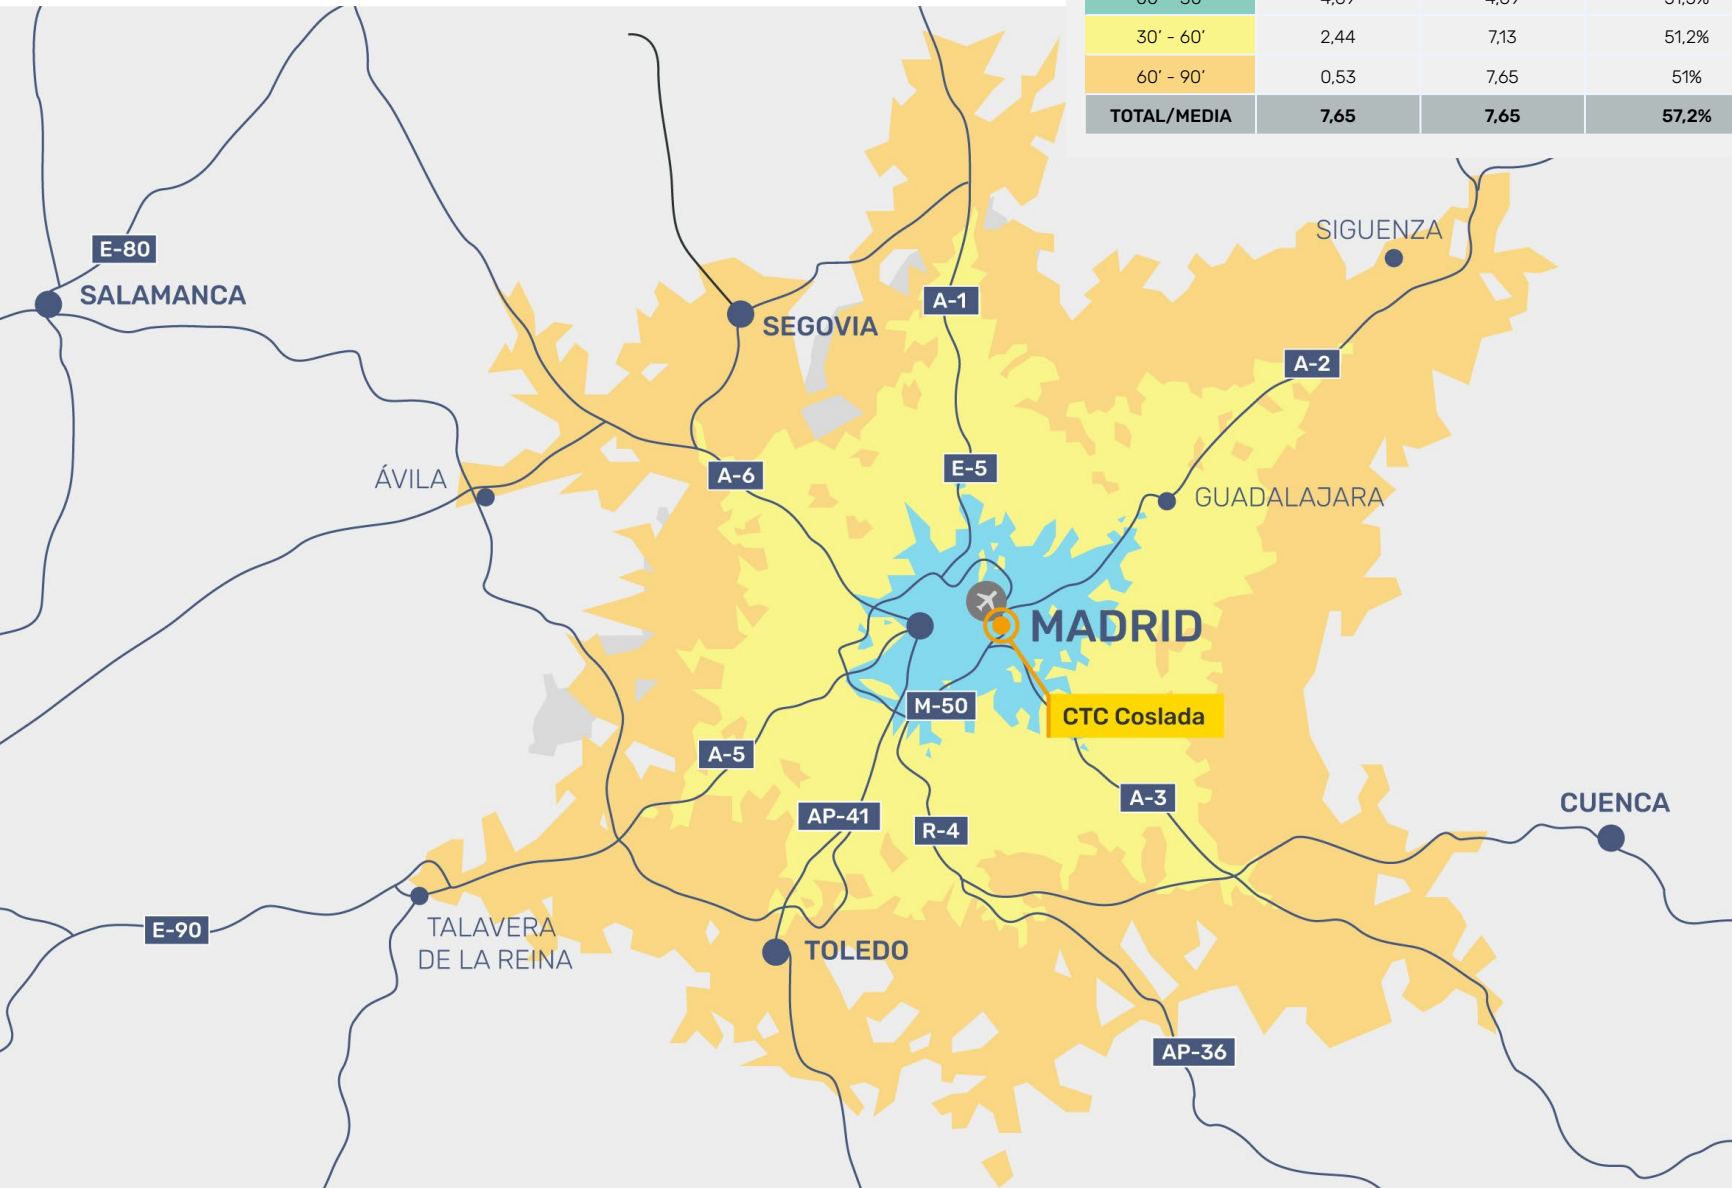 30’ - 60’ 2,44 7,13 51,2%
60’ - 90’ 0,53 7,65 51%
TOTAL/MEDIA 7,65 7,65 57,2%
SIGUENZA
E-80
SALAMANCA
A-1
SEGOVIA
A-2
E-5
ÁVILA
A-6
GUADALAJARA
MADRID
M-50
CTC Coslada
A-5
A-3
CUENCA
AP-41
R-4
E-90
TALAVERA
DE LA REINA
TOLEDO
AP-36